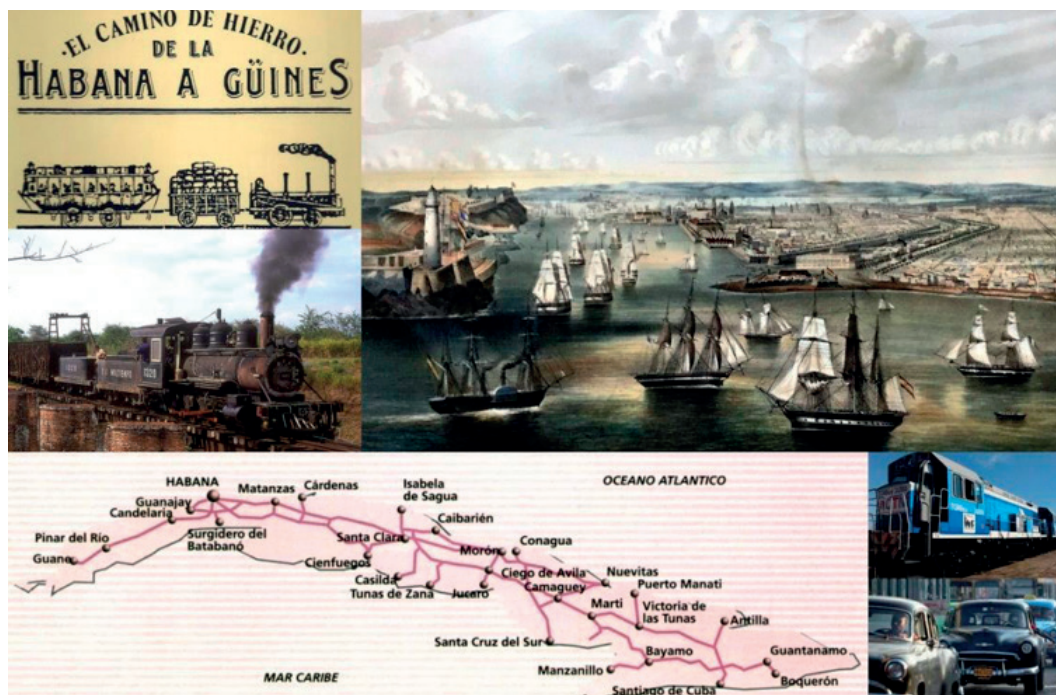 ·EL CAMINO DE HIERRO·
DE LA
HABANA A GÜINES
HABANA
Guanajay
Candelaria
Pinar del Río
Guane
Surgidero del
Batabanó
Matanzas
Cárdenas
Isabela
de Sagua
OCEANO ATLANTICO
Santa Clara
Caibarién
Cienfuegos
Casilda
Tunas de Zana
Morón
Conagua
Jucaro
Ciego de Avila
Camaguey
Nuevitas
Puerto Manati
Marti
Victoria de
las Tunas
Antilla
Santa Cruz del Sur
Manzanillo
Bayamo
Guantanamo
Boquerón
Santiago de Cuba
MAR CARIBE